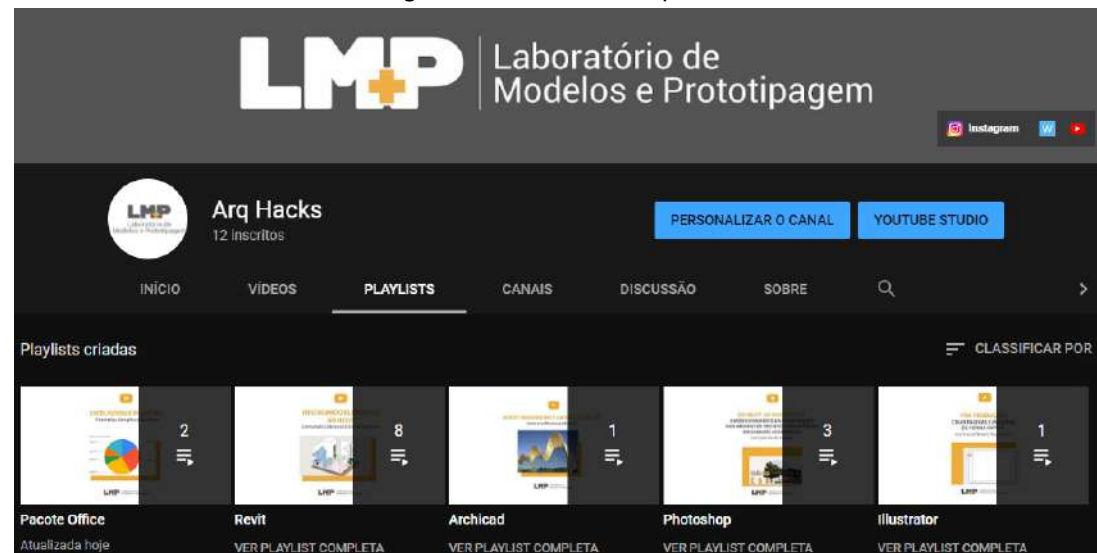 LMP Laboratório de
Modelos e Prototipagem
Instagram W
LMP
Laboratório de
Modelos e Prototipagem
Arq Hacks
12 inscritos
PERSONALIZAR O CANAL YOUTUBE STUDIO
INÍCIO VÍDEOS PLAYLISTS CANAIS DISCUSSÃO SOBRE
Playlists criadas CLASSIFICAR POR
2 8 1 3 1
LMP LMP LMP LMP LMP
Pacote Office Revit Archicad Photoshop Illustrator
Atualizada hoje VER PLAYLIST COMPLETA VER PLAYLIST COMPLETA VER PLAYLIST COMPLETA VER PLAYLIST COMPLETA